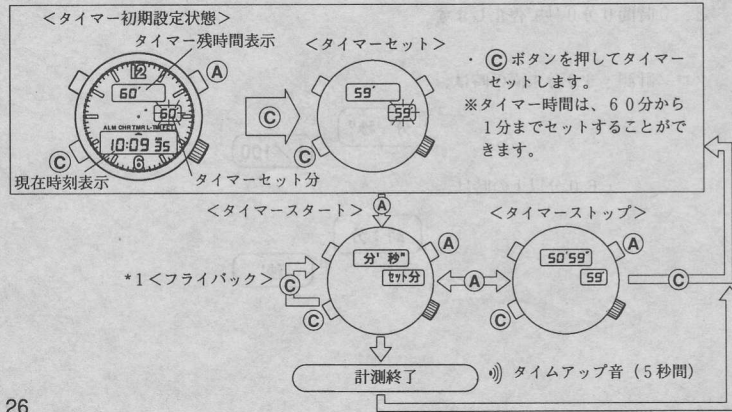 <タイマー初期設定状態>
タイマー残時間表示
12
Ⓐ
60'
60
ALM CHR TMR L-TM
10:09 35
6
Ⓒ
現在時刻表示
タイマーセット分
Ⓒ
<タイマーセット>
59'
59
Ⓒ
・Ⓒボタンを押してタイマー
セットします。
※タイマー時間は、60分から
1分までセットすることがで
きます。
Ⓐ
<タイマースタート>
Ⓐ
分' 秒"
セット分
*1<フライバック>
Ⓒ
Ⓒ
Ⓐ
<タイマーストップ>
Ⓐ
50'59"
59'
Ⓒ
Ⓒ
計測終了
タイムアップ音(5秒間)
26